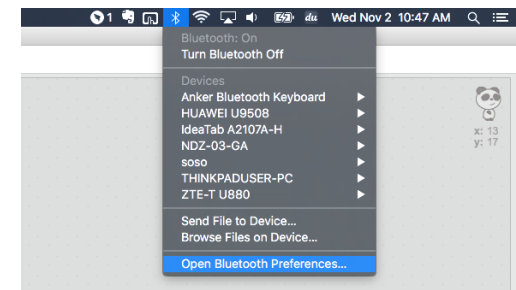 1 du Wed Nov 2 10:47 AM
Bluetooth: On
Turn Bluetooth Off
Devices
Anker Bluetooth Keyboard
HUAWEI U9508
IdeaTab A2107A-H
NDZ-03-GA
soso
THINKPADUSER-PC
ZTE-T U880
Send File to Device...
Browse Files on Device...
Open Bluetooth Preferences...
x: 13
y: 17